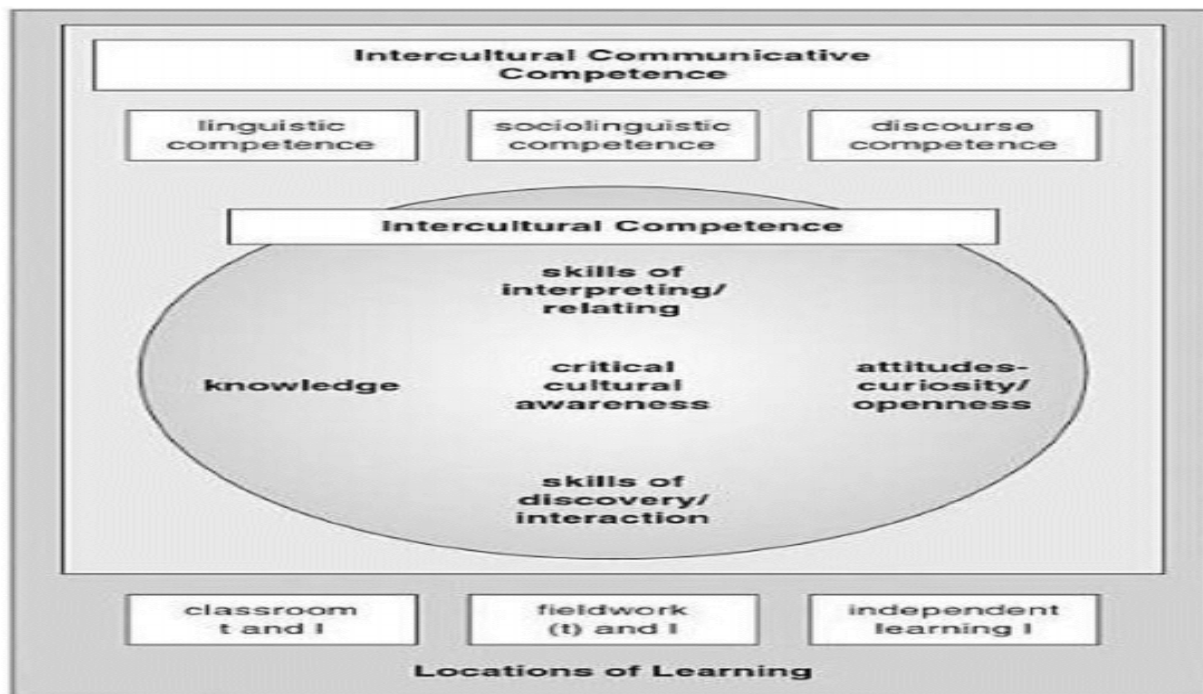 Intercultural Communicative
Competence
linguistic
competence
sociolinguistic
competence
discourse
competence
Intercultural Competence
skills of
interpreting/
relating
knowledge
critical
cultural
awareness
attitudes-
curiosity/
openness
skills of
discovery/
interaction
classroom
t and l
fieldwork
(t) and l
independent
learning l
Locations of Learning